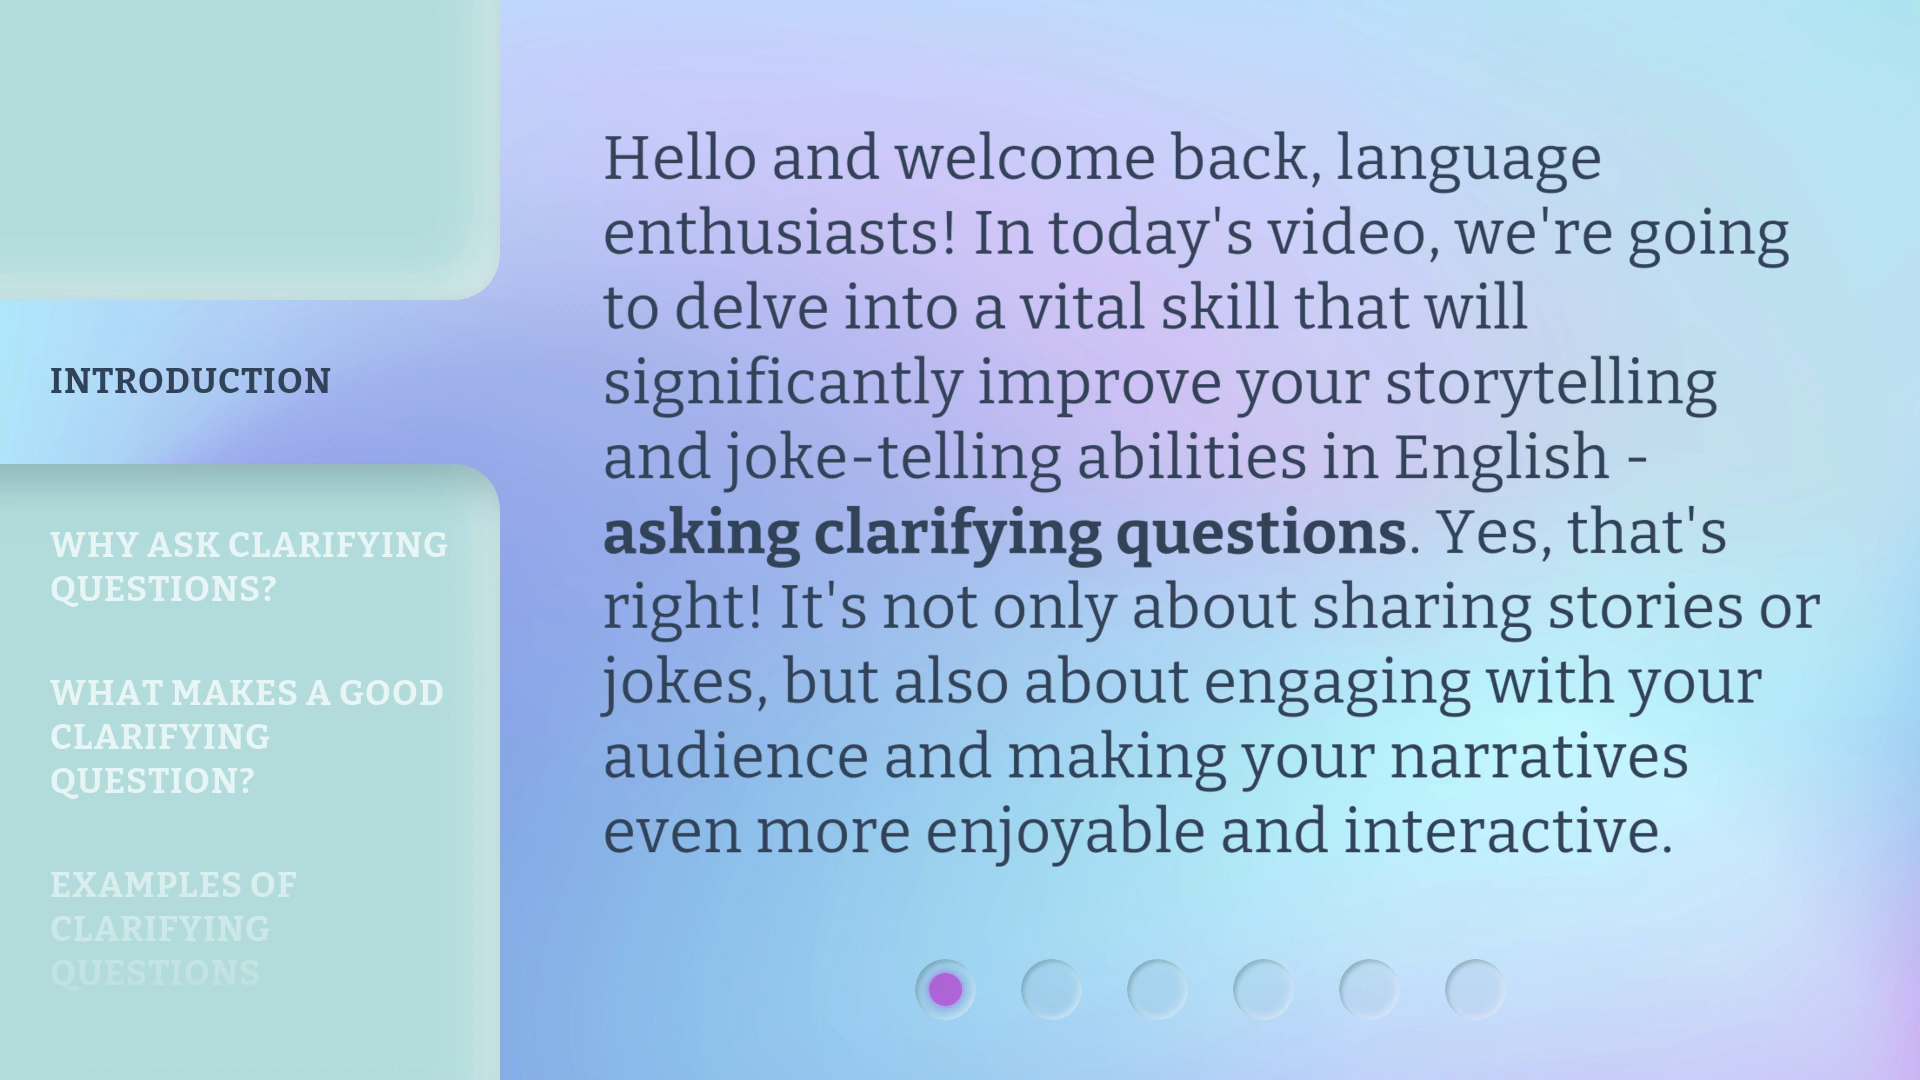 INTRODUCTION
WHY ASK CLARIFYING
QUESTIONS?
WHAT MAKES A GOOD
CLARIFYING
QUESTION?
EXAMPLES OF
CLARIFYING
QUESTIONS
Hello and welcome back, language
enthusiasts! In today's video, we're going
to delve into a vital skill that will
significantly improve your storytelling
and joke-telling abilities in English -
asking clarifying questions. Yes, that's
right! It's not only about sharing stories or
jokes, but also about engaging with your
audience and making your narratives
even more enjoyable and interactive.